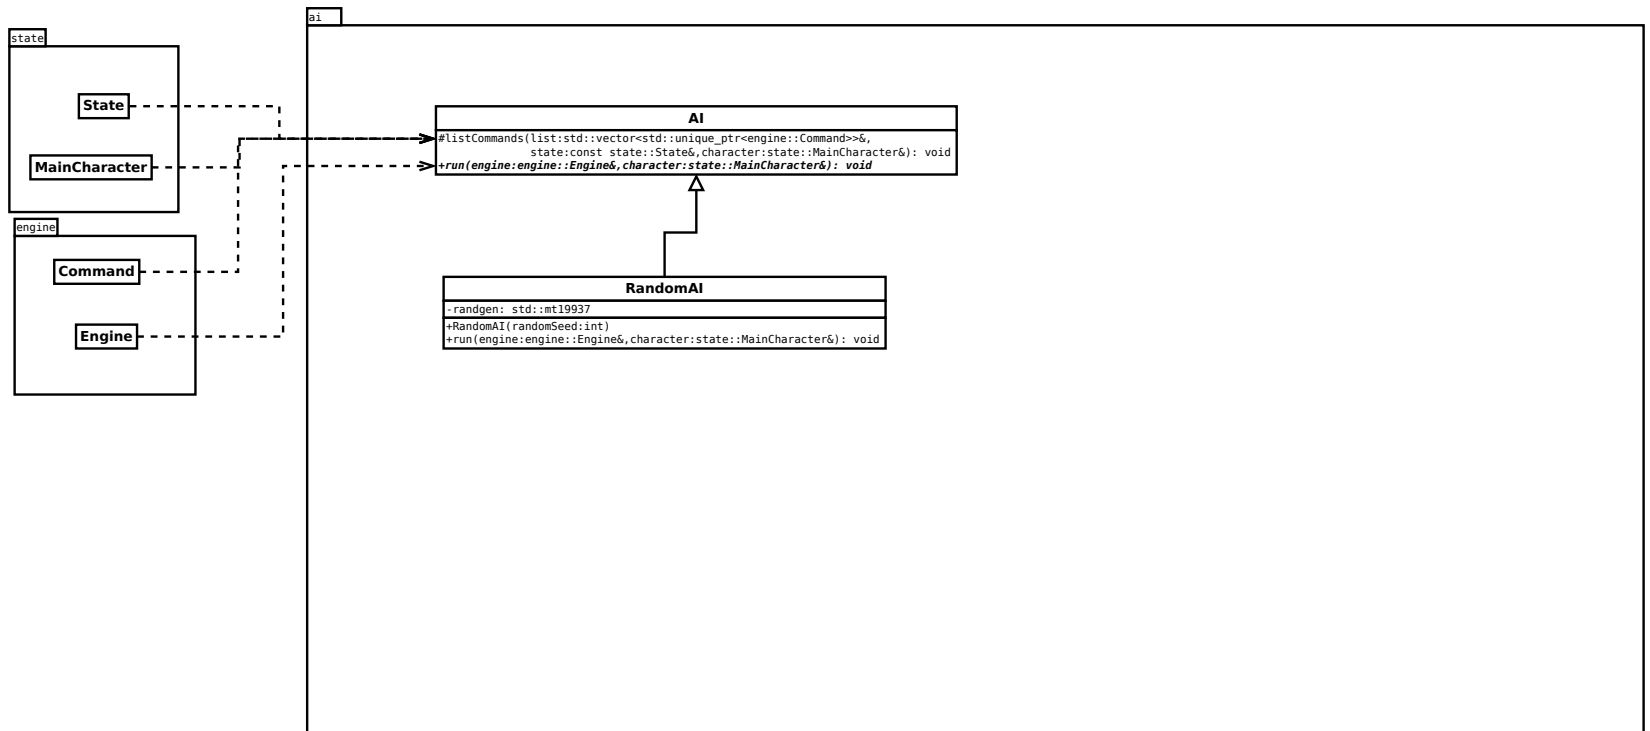 ai
state
State
MainCharacter
engine
Command
Engine
AI
#listCommands(list:std::vector<std::unique_ptr<engine::Command>>&,
state:const state::State&,character:state::MainCharacter&): void
+run(engine:engine::Engine&,character:state::MainCharacter&): void
RandomAI
-randgen: std::mt19937
+RandomAI(randomSeed:int)
+run(engine:engine::Engine&,character:state::MainCharacter&): void